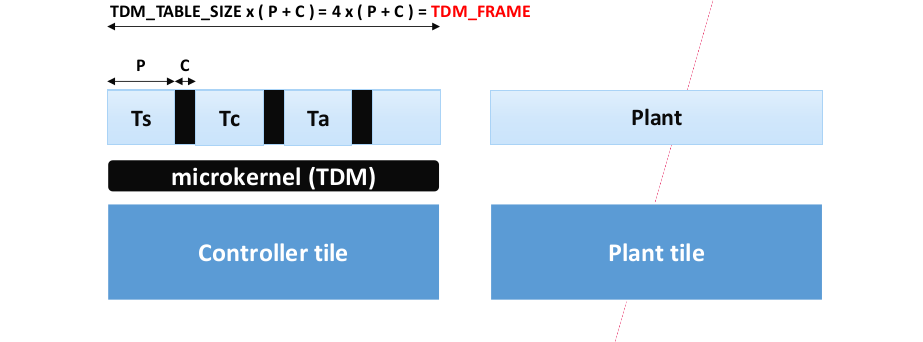 TDM_TABLE_SIZE x ( P + C ) = 4 x ( P + C ) = TDM_FRAME
P C
Ts Tc Ta
Plant
microkernel (TDM)
Controller tile
Plant tile